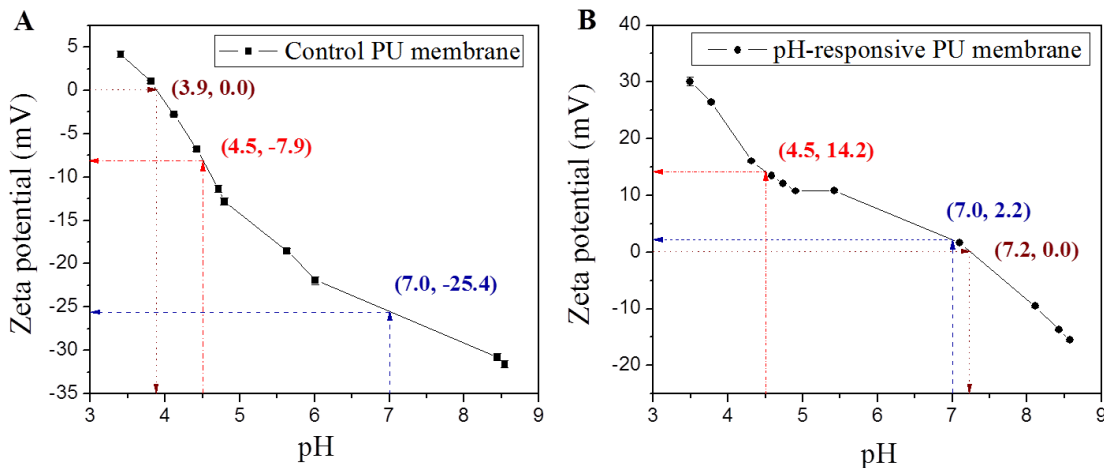 A
Control PU membrane
(3.9, 0.0)
(4.5, -7.9)
(7.0, -25.4)
Zeta potential (mV)
5
0
-5
-10
-15
-20
-25
-30
-35
3 4 5 6 7 8 9
pH
B
pH-responsive PU membrane
(4.5, 14.2)
(7.0, 2.2)
(7.2, 0.0)
Zeta potential (mV)
40
30
20
10
0
-10
-20
3 4 5 6 7 8 9
pH